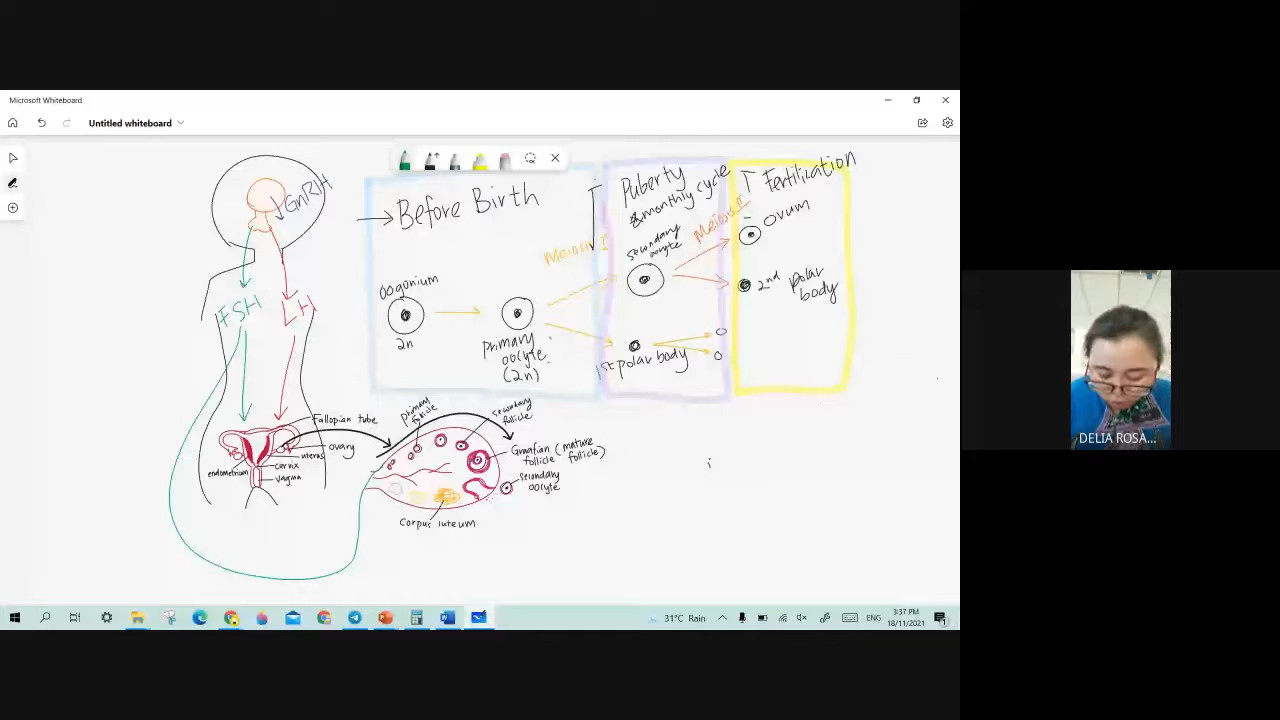 Microsoft Whiteboard
Untitled whiteboard
GnRH
FSH
LH
Before Birth
oogonium
2n
Primary
oocyte
(2n)
Meiosis I
Puberty
& monthly cycle
secondary
oocyte
1st polar body
Meiosis II
Fertilization
Ovum
2nd polar
body
Fallopian tube
ovary
uterus
cervix
vagina
endometrium
primary
follicle
secondary
follicle
Graafian (mature
follicle follicle)
secondary
oocyte
Corpus luteum
i
DELIA ROSA...
31°C Rain
ENG
3:37 PM
18/11/2021